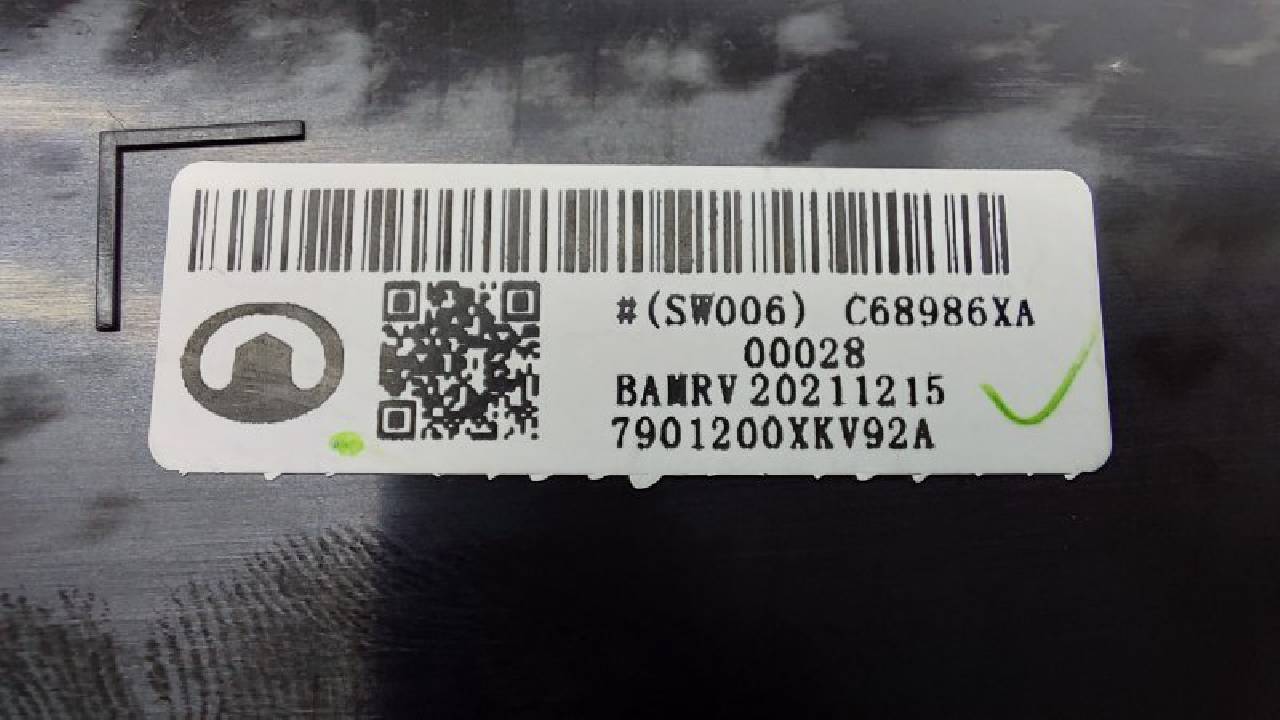 #(SW006) C68986XA
00028
BAMRV 20211215
7901200XKV92A